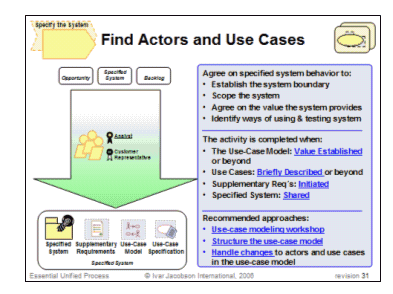 Specify the System
Find Actors and Use Cases
Opportunity
Specified
System
Backlog
Analyst
Customer
Representative
Specified
System
Supplementary
Requirements
Use-Case
Model
Use-Case
Specification
Specified System
Agree on specified system behavior to:
• Establish the system boundary
• Scope the system
• Agree on the value the system provides
• Identify ways of using & testing system
The activity is completed when:
• The Use-Case Model: Value Established
or beyond
• Use Cases: Briefly Described or beyond
• Supplementary Req`s: Initiated
• Specified System: Shared
Recommended approaches:
• Use-case modeling workshop
• Structure the use-case model
• Handle changes to actors and use cases
in the use-case model
Essential Unified Process
© Ivar Jacobson International, 2006
revision 31